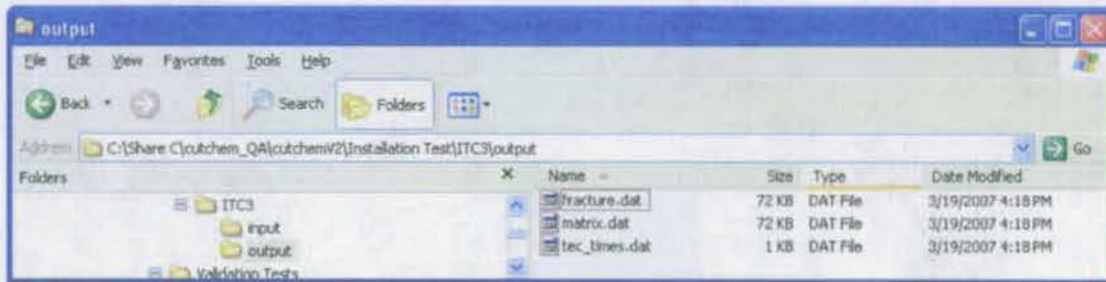 output
File Edit View Favorites Tools Help
Back Search Folders
Address C:\Share C\cutchem_QA\cutchemV2\Installation Test\ITC3\output Go
Folders Name Size Type Date Modified
ITC3 fracture.dat 72 KB DAT File 3/19/2007 4:18 PM
input matrix.dat 72 KB DAT File 3/19/2007 4:18 PM
output tec_times.dat 1 KB DAT File 3/19/2007 4:18 PM
Validation Tests